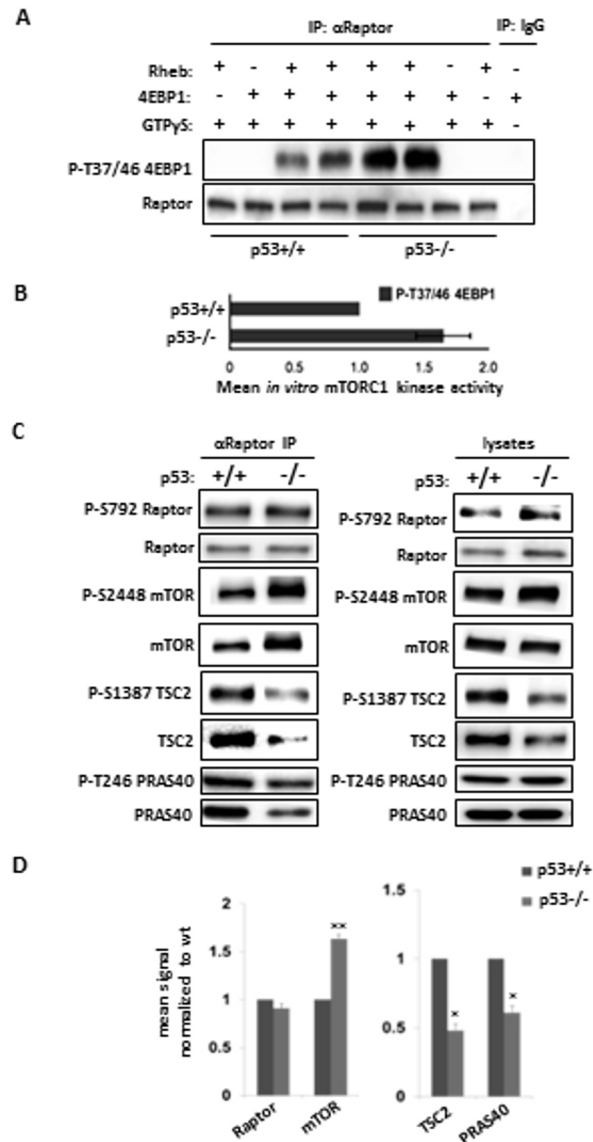 A
IP: αRaptor IP: IgG
Rheb: + - + + + + - + -
4EBP1: - + + + + + + - +
GTPγS: + + + + + + + + -
P-T37/46 4EBP1
Raptor
p53+/+ p53-/-
B
P-T37/46 4EBP1
p53+/+
p53-/-
0 0.5 1.0 1.5 2.0
Mean in vitro mTORC1 kinase activity
C
αRaptor IP lysates
p53: +/+ -/- p53: +/+ -/-
P-S792 Raptor P-S792 Raptor
Raptor Raptor
P-S2448 mTOR P-S2448 mTOR
mTOR mTOR
P-S1387 TSC2 P-S1387 TSC2
TSC2 TSC2
P-T246 PRAS40 P-T246 PRAS40
PRAS40 PRAS40
D
p53+/+
p53-/-
mean signal
normalized to wt
2
1.5
1
0.5
0
**
Raptor mTOR
1.5
1
0.5
0
* *
TSC2 PRAS40